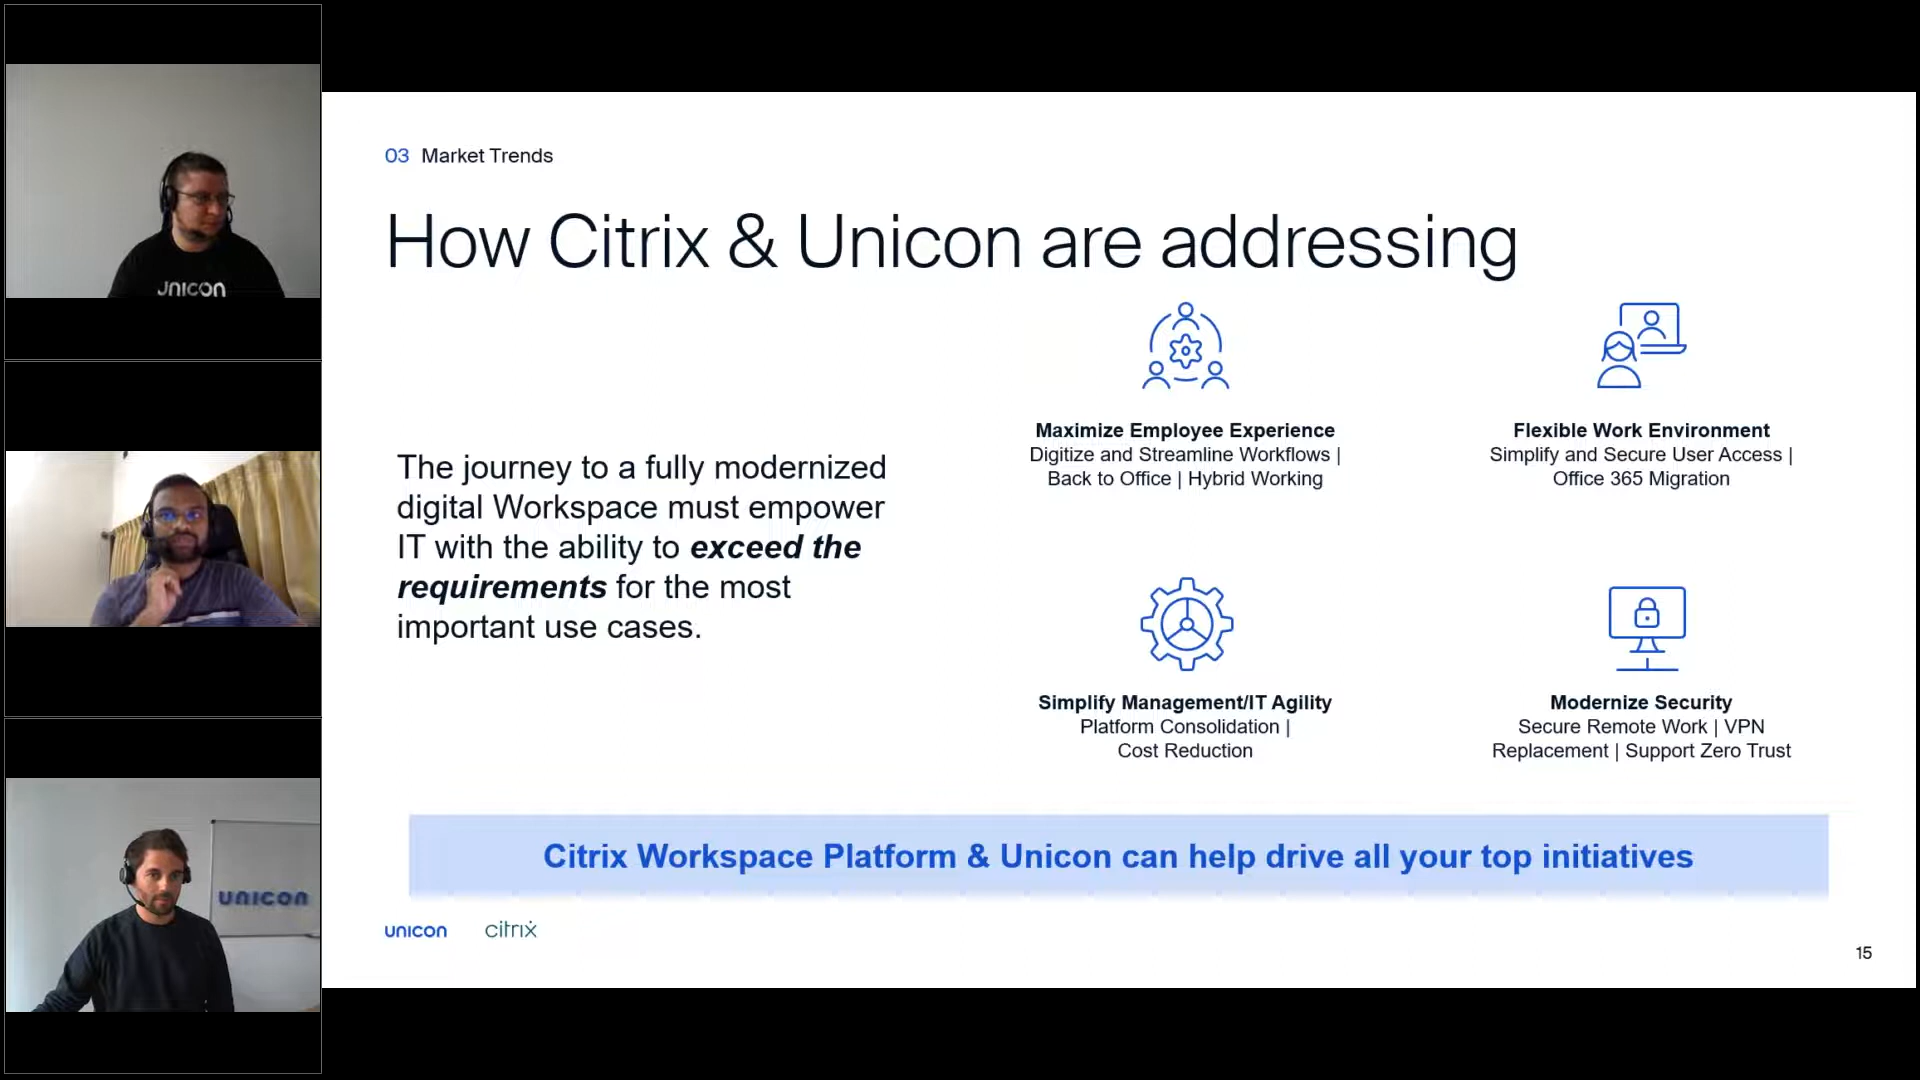 JNICON
UNICON
03 Market Trends
How Citrix & Unicon are addressing
The journey to a fully modernized
digital Workspace must empower
IT with the ability to exceed the
requirements for the most
important use cases.
Maximize Employee Experience
Digitize and Streamline Workflows |
Back to Office | Hybrid Working
Flexible Work Environment
Simplify and Secure User Access |
Office 365 Migration
Simplify Management/IT Agility
Platform Consolidation |
Cost Reduction
Modernize Security
Secure Remote Work | VPN
Replacement | Support Zero Trust
Citrix Workspace Platform & Unicon can help drive all your top initiatives
unicon citrix
15